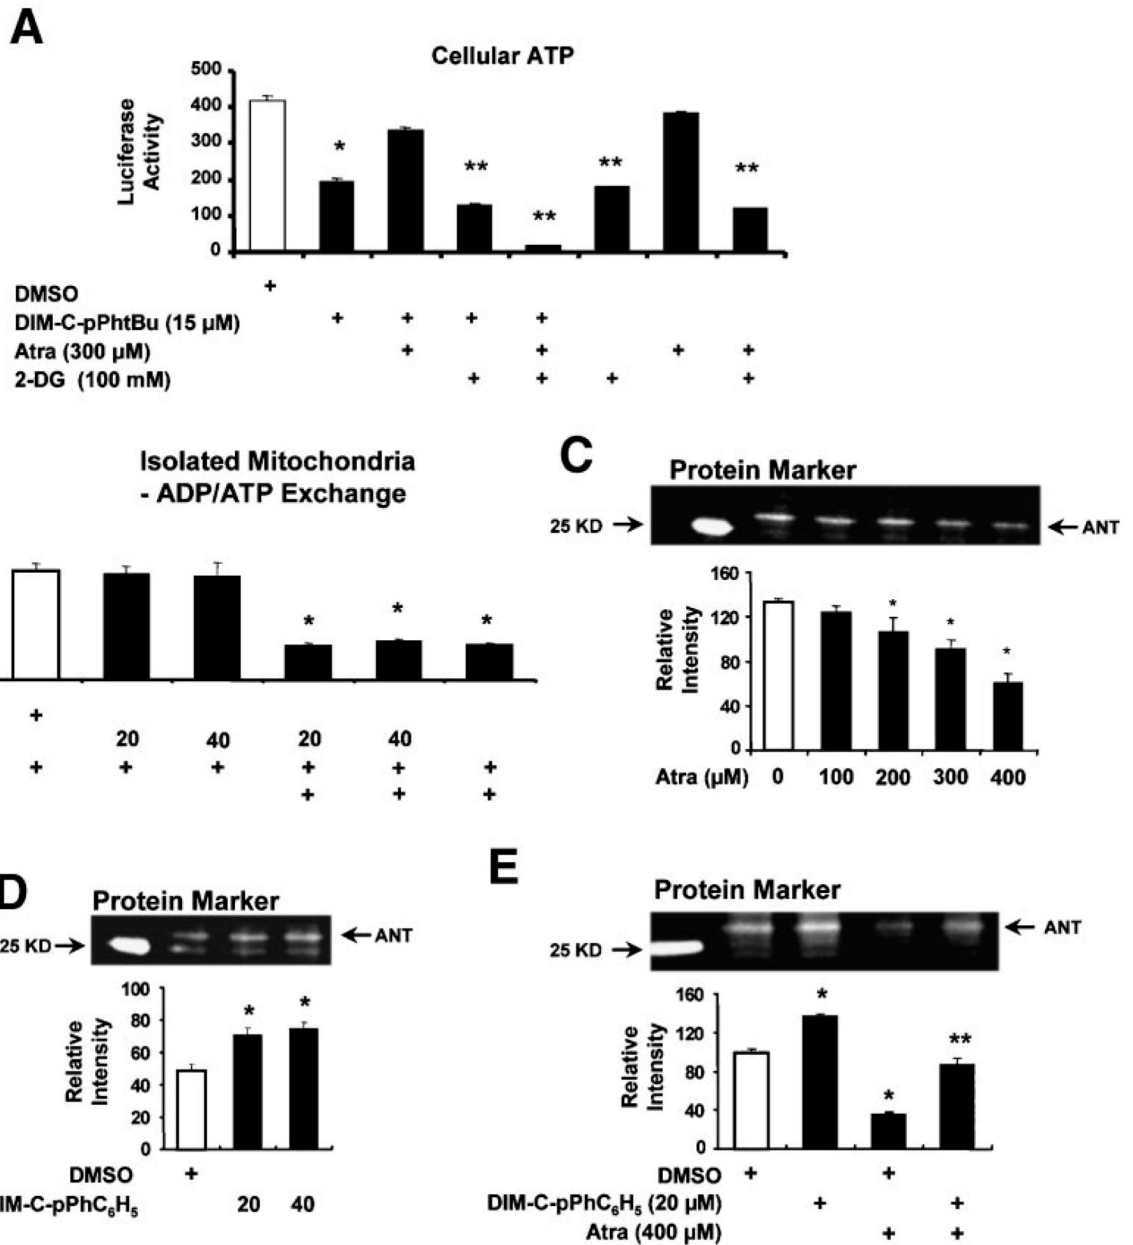 A
Cellular ATP
Luciferase
Activity
500
400
300
200
100
0
*
**
**
**
**
DMSO +
DIM-C-pPhtBu (15 µM) + + + +
Atra (300 µM) + + + +
2-DG (100 mM) + + + +
Isolated Mitochondria
- ADP/ATP Exchange
* * *
+
20 40 20 40
+ + + + + +
+ + +
C
Protein Marker
25 KD
ANT
Relative
Intensity
160
120
80
40
0
* * *
Atra (µM) 0 100 200 300 400
D
Protein Marker
25 KD
ANT
Relative
Intensity
100
80
60
40
20
0
* *
DMSO +
IM-C-pPhC₆H₅ 20 40
E
Protein Marker
25 KD
ANT
Relative
Intensity
160
120
80
40
0
* * **
DMSO + +
DIM-C-pPhC₆H₅ (20 µM) + +
Atra (400 µM) + +